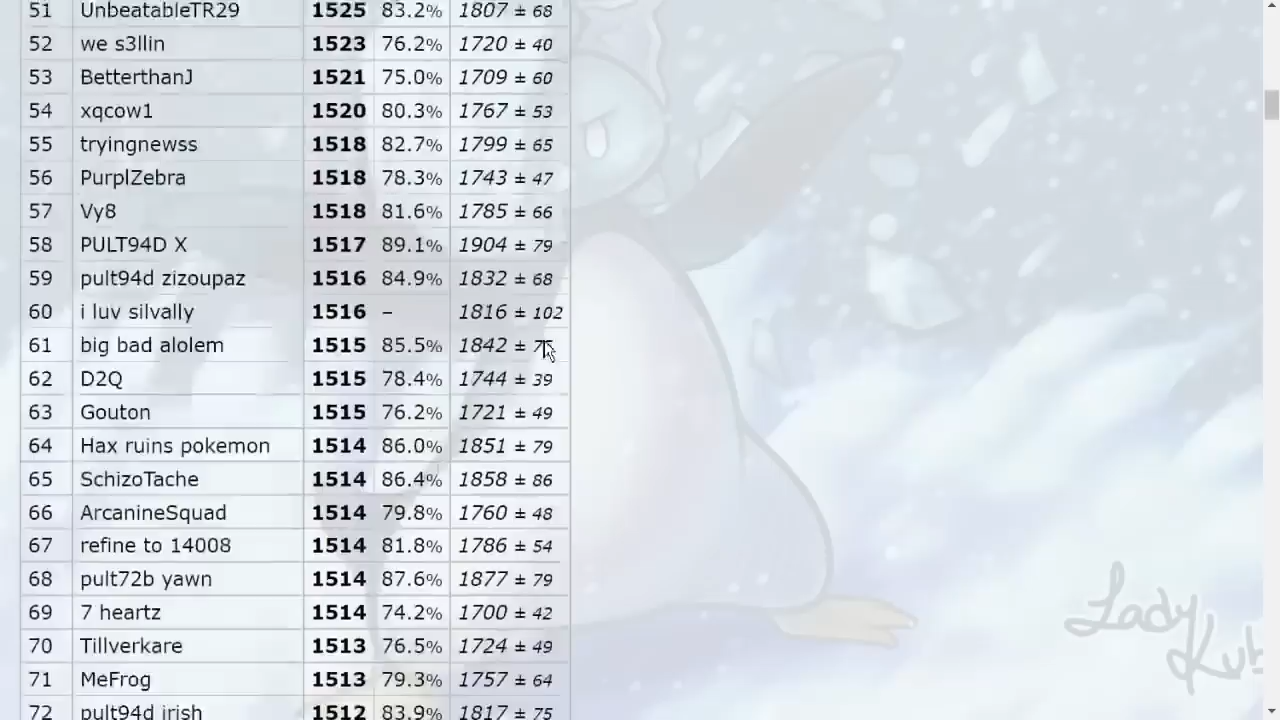 51 UnbeatableTR29 1525 83.2% 1807 ± 68
52 we s3llin 1523 76.2% 1720 ± 40
53 BetterthanJ 1521 75.0% 1709 ± 60
54 xqcow1 1520 80.3% 1767 ± 53
55 tryingnewss 1518 82.7% 1799 ± 65
56 PurplZebra 1518 78.3% 1743 ± 47
57 Vy8 1518 81.6% 1785 ± 66
58 PULT94D X 1517 89.1% 1904 ± 79
59 pult94d zizoupaz 1516 84.9% 1832 ± 68
60 i luv silvally 1516 – 1816 ± 102
61 big bad alolem 1515 85.5% 1842 ±
62 D2Q 1515 78.4% 1744 ± 39
63 Gouton 1515 76.2% 1721 ± 49
64 Hax ruins pokemon 1514 86.0% 1851 ± 79
65 SchizoTache 1514 86.4% 1858 ± 86
66 ArcanineSquad 1514 79.8% 1760 ± 48
67 refine to 14008 1514 81.8% 1786 ± 54
68 pult72b yawn 1514 87.6% 1877 ± 79
69 7 heartz 1514 74.2% 1700 ± 42
70 Tillverkare 1513 76.5% 1724 ± 49
71 MeFrog 1513 79.3% 1757 ± 64
72 pult94d irish 1512 83.9% 1817 ± 75
Lady